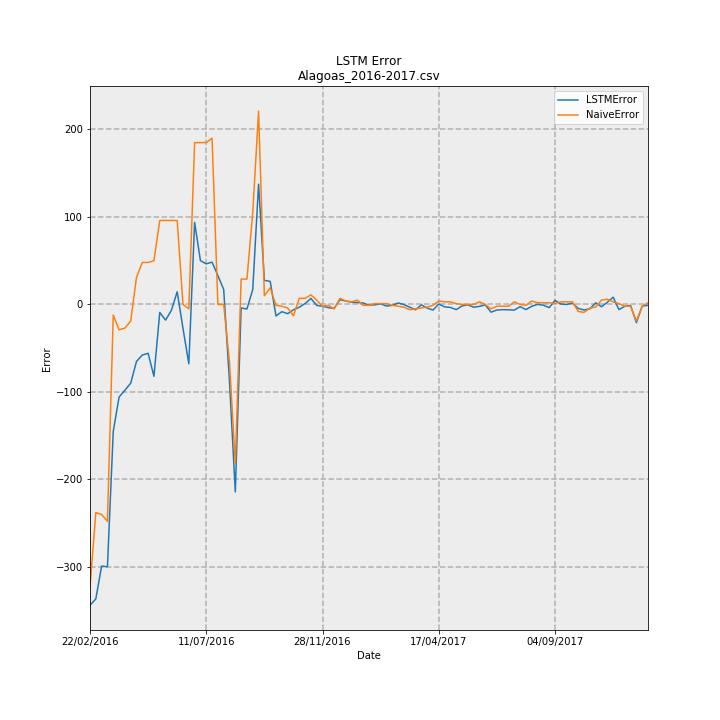 LSTM Error
Alagoas_2016-2017.csv
LSTMError
NaiveError
200
100
0
−100
−200
−300
Error
22/02/2016
11/07/2016
28/11/2016
17/04/2017
04/09/2017
Date